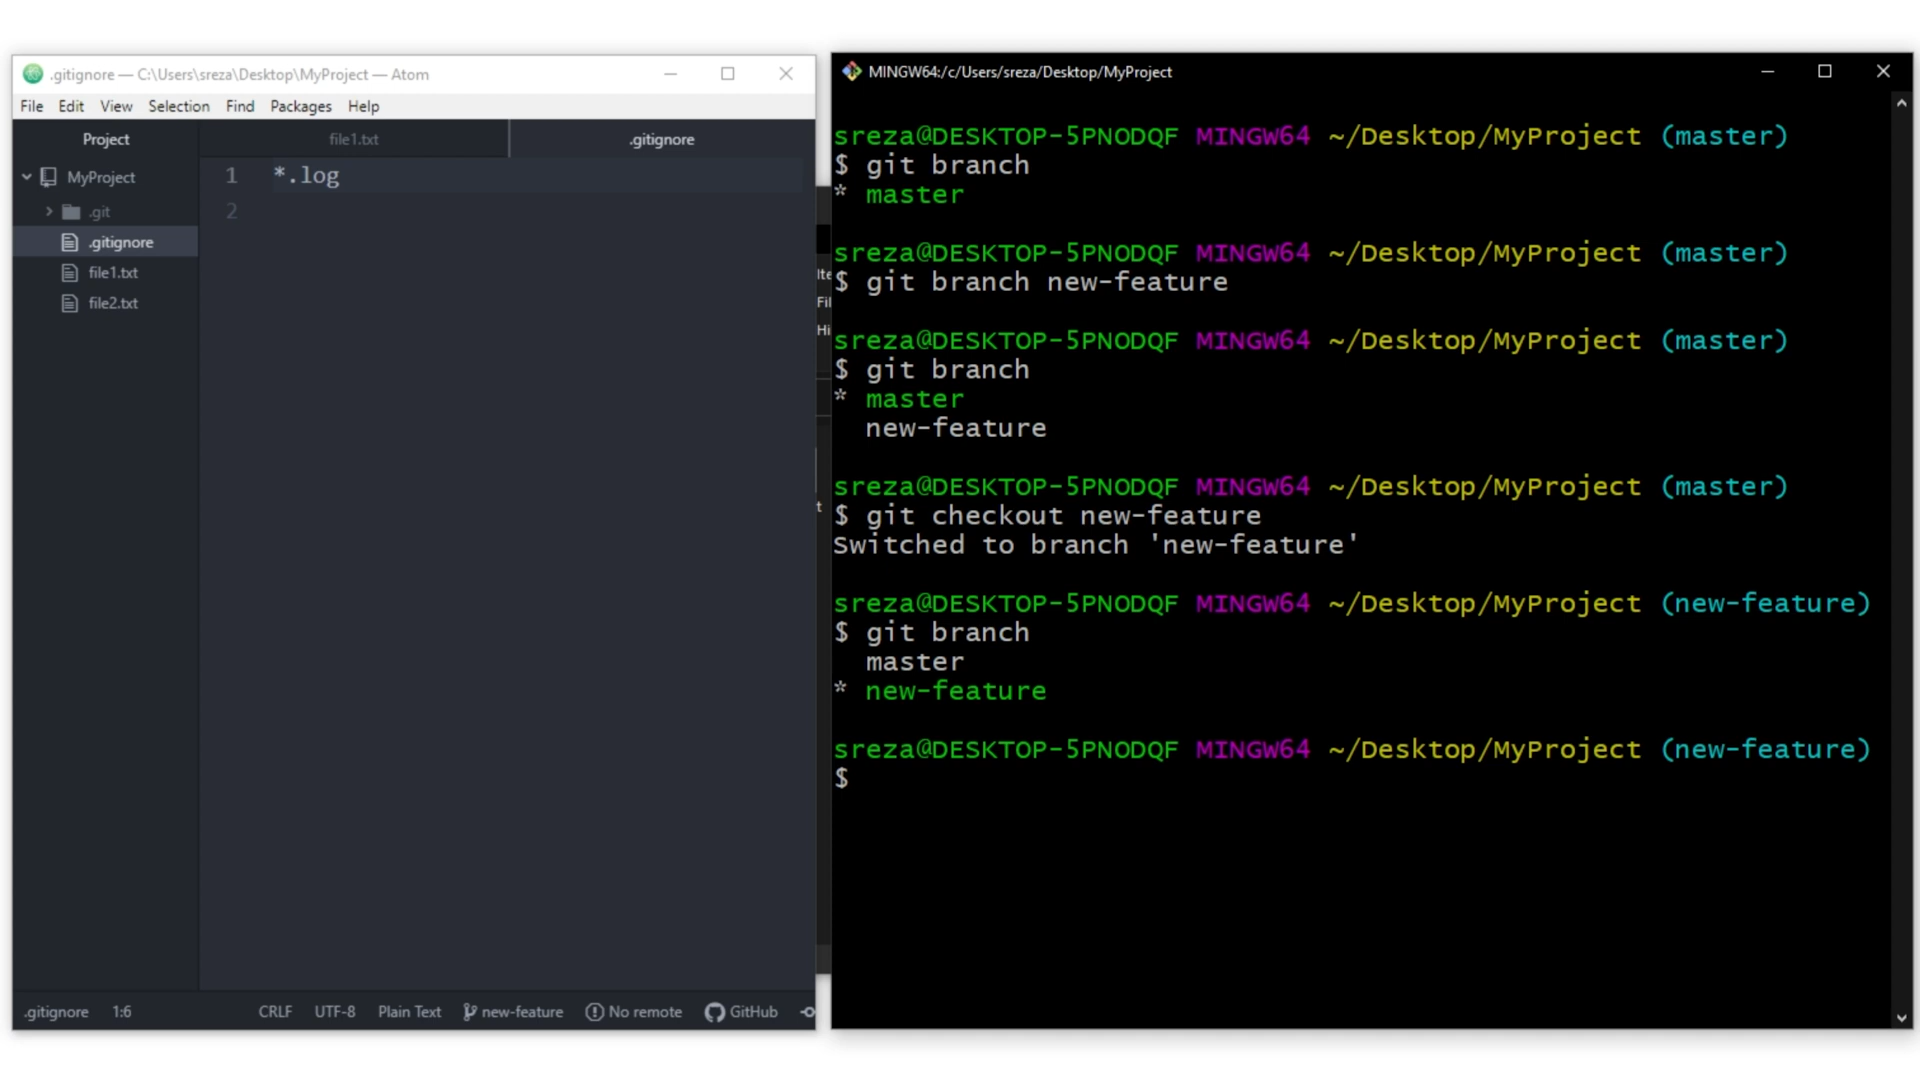 .gitignore — C:\Users\sreza\Desktop\MyProject — Atom
File Edit View Selection Find Packages Help
Project
MyProject
.git
.gitignore
file1.txt
file2.txt
file1.txt .gitignore
1 *.log
2
.gitignore 1:6 CRLF UTF-8 Plain Text new-feature No remote GitHub
MINGW64:/c/Users/sreza/Desktop/MyProject
sreza@DESKTOP-5PNODQF MINGW64 ~/Desktop/MyProject (master)
$ git branch
* master
sreza@DESKTOP-5PNODQF MINGW64 ~/Desktop/MyProject (master)
$ git branch new-feature
sreza@DESKTOP-5PNODQF MINGW64 ~/Desktop/MyProject (master)
$ git branch
* master
new-feature
sreza@DESKTOP-5PNODQF MINGW64 ~/Desktop/MyProject (master)
$ git checkout new-feature
Switched to branch 'new-feature'
sreza@DESKTOP-5PNODQF MINGW64 ~/Desktop/MyProject (new-feature)
$ git branch
master
* new-feature
sreza@DESKTOP-5PNODQF MINGW64 ~/Desktop/MyProject (new-feature)
$